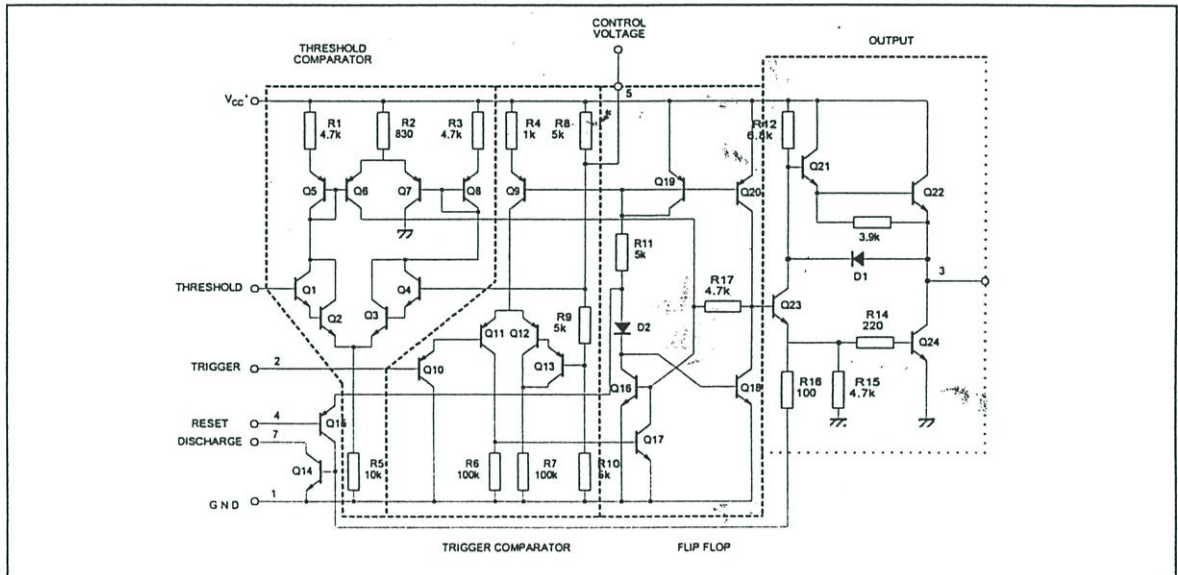 CONTROL
VOLTAGE
OUTPUT
THRESHOLD
COMPARATOR
5
VCC+
R1
4.7k
R2
830
R3
4.7k
R4
1k
R8
5k
R12
6.8k
Q5
Q6
Q7
Q8
Q9
Q19
Q20
Q21
Q22
3.9k
R11
5k
D1
3
THRESHOLD
Q1
Q2
Q3
Q4
R9
5k
R17
4.7k
Q23
R14
220
Q24
D2
Q11
Q12
Q13
TRIGGER
2
Q10
Q16
Q18
R16
100
R15
4.7k
RESET
4
Q15
DISCHARGE
7
Q14
Q17
R5
10k
R6
100k
R7
100k
R10
5k
GND
1
TRIGGER COMPARATOR
FLIP FLOP